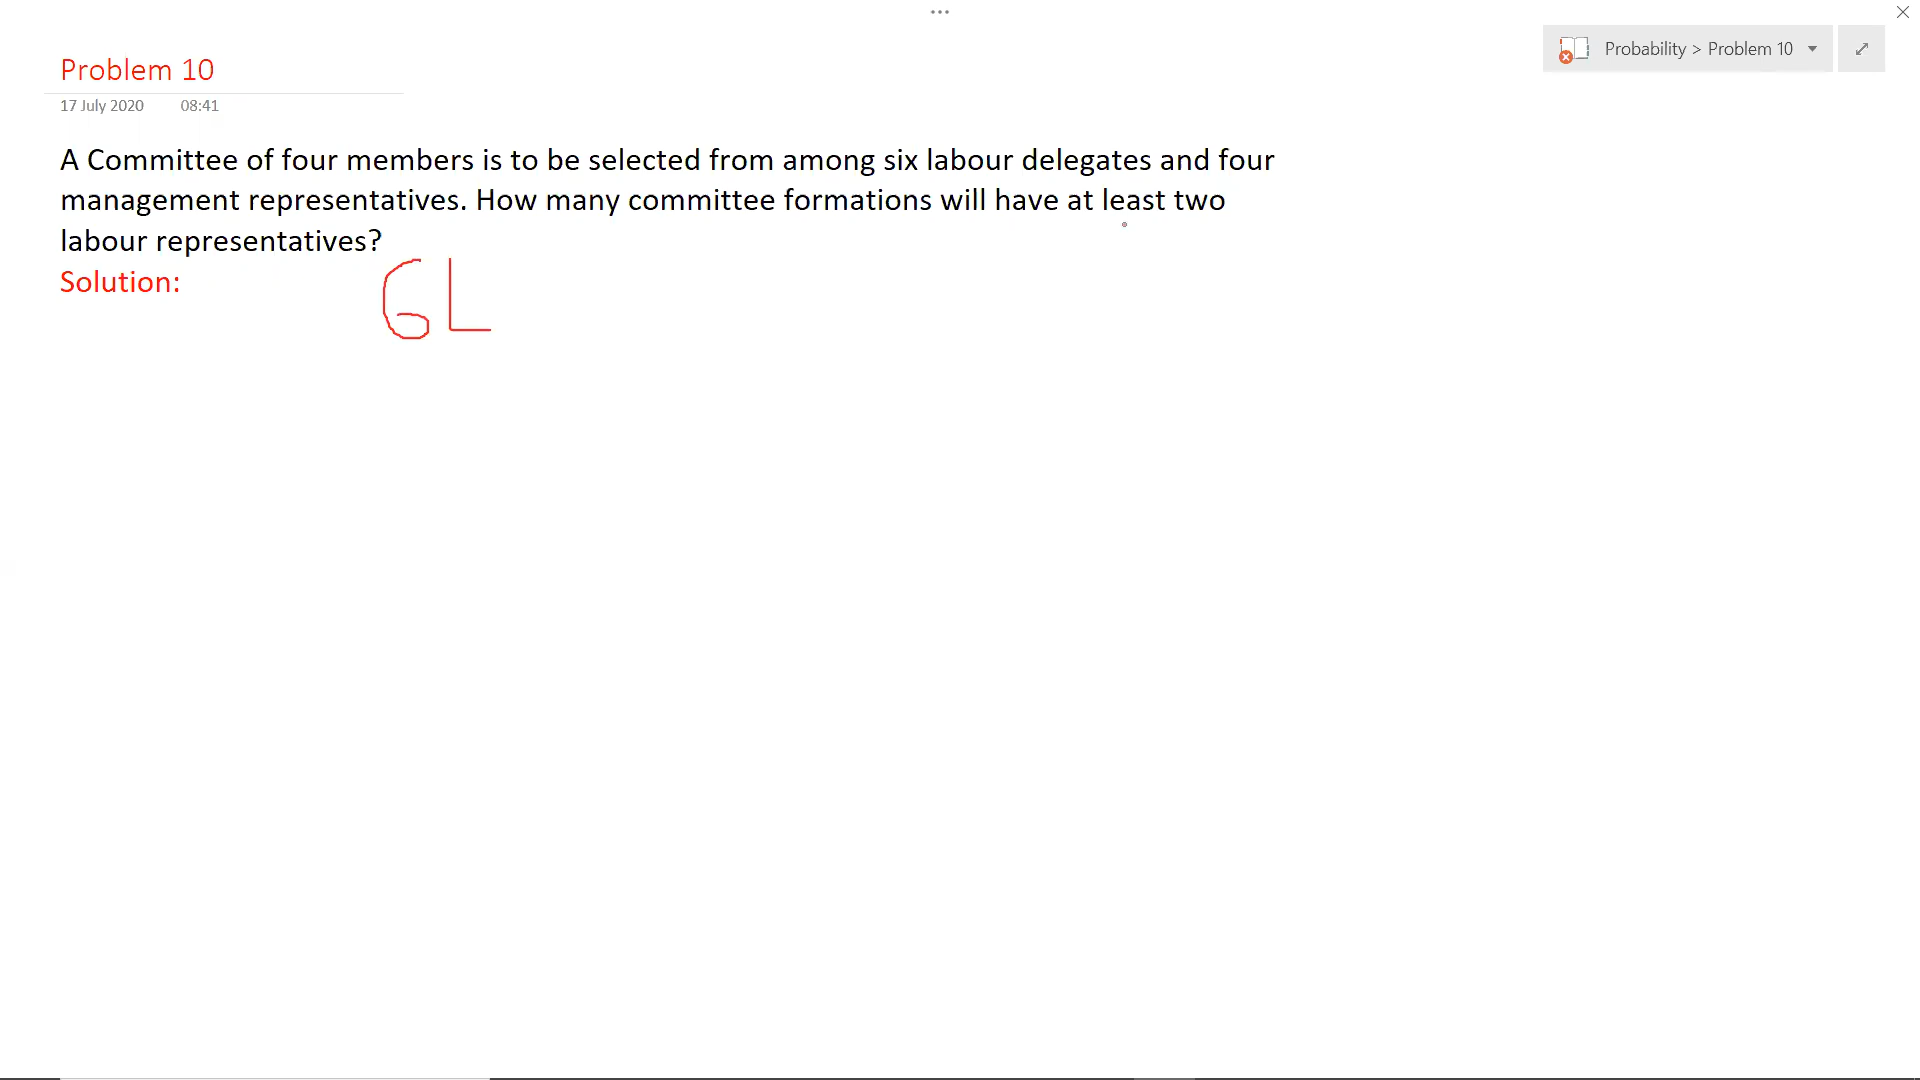 Probability > Problem 10
Problem 10
17 July 2020 08:41
A Committee of four members is to be selected from among six labour delegates and four
management representatives. How many committee formations will have at least two
labour representatives?
Solution:
6L